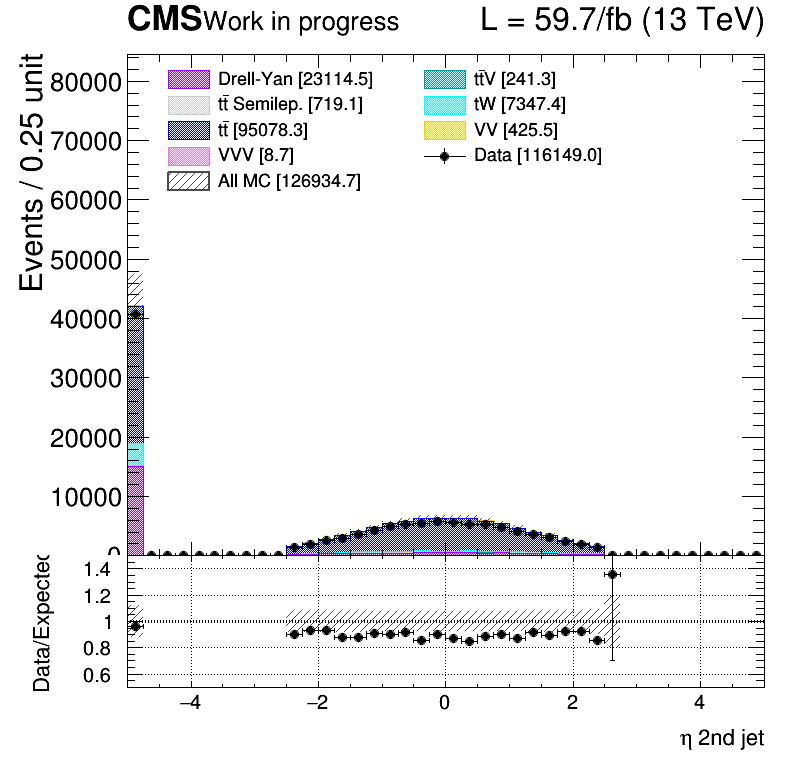 CMS Work in progress L = 59.7/fb (13 TeV)
Events / 0.25 unit
80000
70000
60000
50000
40000
30000
20000
10000
0
Drell-Yan [23114.5]
tt̄ Semilep. [719.1]
tt̄ [95078.3]
VVV [8.7]
All MC [126934.7]
tt̄V [241.3]
tW [7347.4]
VV [425.5]
Data [116149.0]
Data/Expected
1.4
1.2
1
0.8
0.6
−4 −2 0 2 4
η 2nd jet